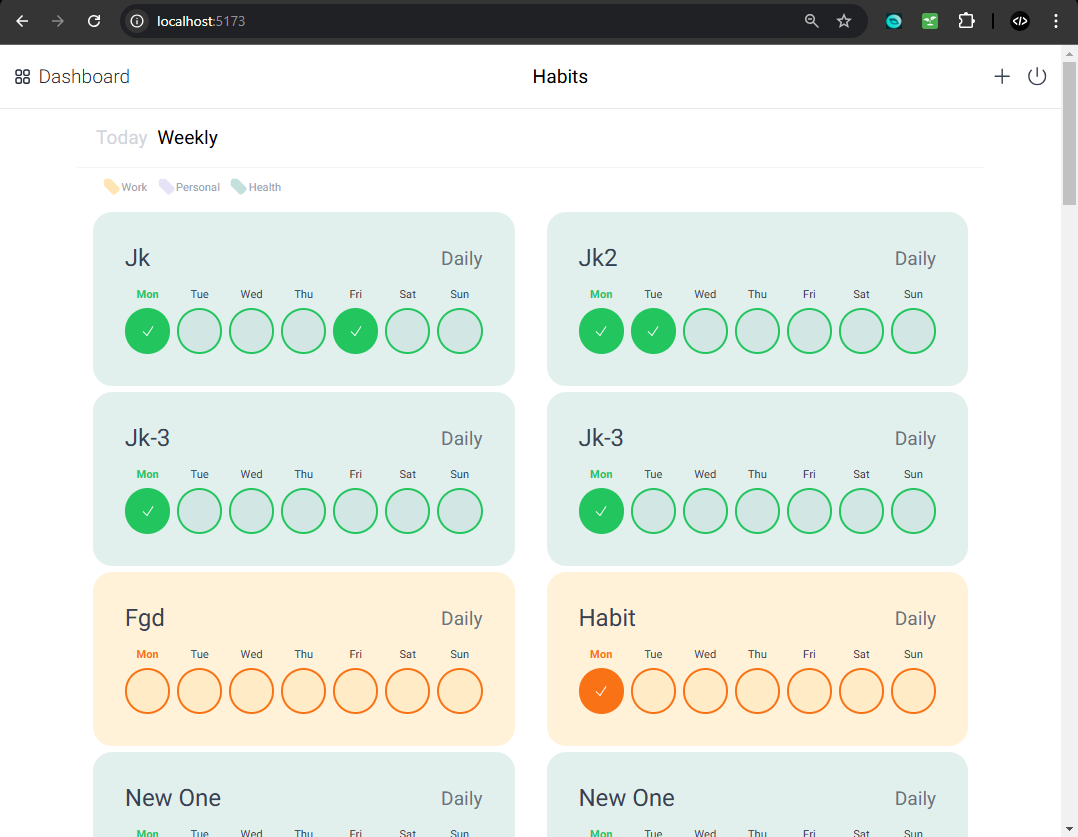 localhost:5173
Dashboard Habits
Today Weekly
Work Personal Health
Jk Daily
Mon Tue Wed Thu Fri Sat Sun
Jk2 Daily
Mon Tue Wed Thu Fri Sat Sun
Jk-3 Daily
Mon Tue Wed Thu Fri Sat Sun
Jk-3 Daily
Mon Tue Wed Thu Fri Sat Sun
Fgd Daily
Mon Tue Wed Thu Fri Sat Sun
Habit Daily
Mon Tue Wed Thu Fri Sat Sun
New One Daily
Mon Tue Wed Thu Fri Sat Sun
New One Daily
Mon Tue Wed Thu Fri Sat Sun